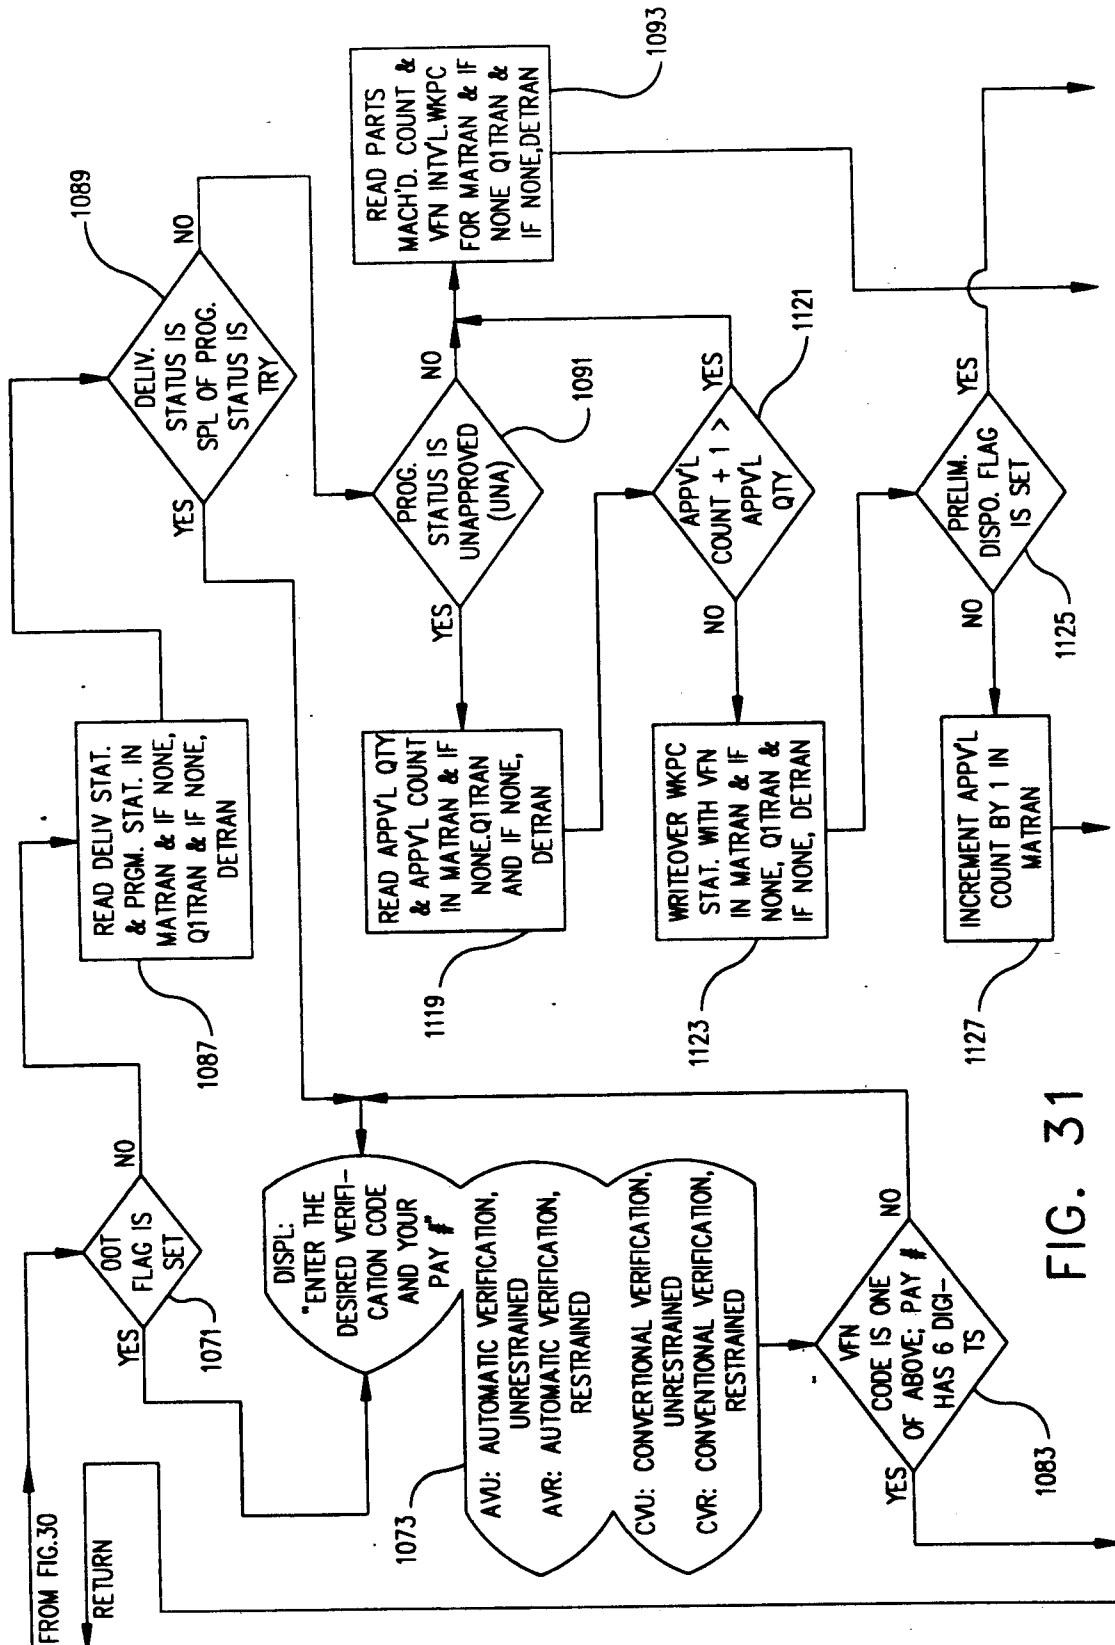 FROM FIG.30
RETURN
OOT
FLAG IS
SET
YES
NO
1071
DISPL:
"ENTER THE
DESIRED VERIFI-
CATION CODE
AND YOUR
PAY #"
AVU: AUTOMATIC VERIFICATION,
UNRESTRAINED
AVR: AUTOMATIC VERIFICATION,
RESTRAINED
CVU: CONVERTIONAL VERIFICATION,
UNRESTRAINED
CVR: CONVENTIONAL VERIFICATION,
RESTRAINED
1073
VFN
CODE IS ONE
OF ABOVE; PAY #
HAS 6 DIGI-
TS
YES
NO
1083
READ DELIV STAT.
& PRGM. STAT. IN
MATRAN & IF NONE,
Q1TRAN & IF NONE,
DETRAN
1087
DELIV.
STATUS IS
SPL OF PROG.
STATUS IS
TRY
YES
NO
1089
PROG.
STATUS IS
UNAPPROVED
(UNA)
YES
NO
1091
READ PARTS
MACH'D. COUNT &
VFN INTV'L.WKPC
FOR MATRAN & IF
NONE Q1TRAN &
IF NONE,DETRAN
1093
READ APPV'L QTY
& APPV'L COUNT
IN MATRAN & IF
NONE.Q1TRAN
AND IF NONE,
DETRAN
1119
APPV'L
COUNT + 1 >
APPV'L
QTY
NO
YES
1121
WRITEOVER WKPC
STAT. WITH VFN
IN MATRAN & IF
NONE, Q1TRAN &
IF NONE, DETRAN
1123
PRELIM.
DISPO. FLAG
IS SET
NO
YES
1125
INCREMENT APPV'L
COUNT BY 1 IN
MATRAN
1127
FIG. 31